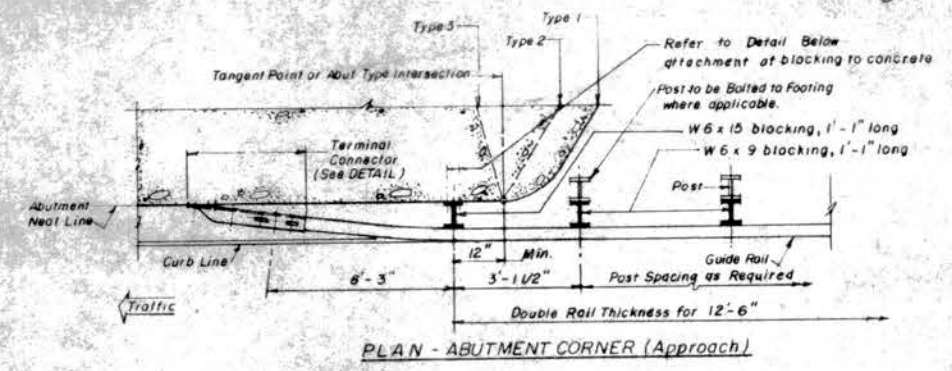 Type 3
Type 1
Type 2
Refer to Detail Below
attachment of blocking to concrete
Tangent Point or Abut Type Intersection
Post to be Bolted to Footing
where applicable.
W 6 x 15 blocking, 1'-1" long
W 6 x 9 blocking, 1'-1" long
Terminal
Connector
(See DETAIL)
Post
Abutment
Neat Line
Curb Line
12"
Min.
Guide Rail
6'-3"
3'-1 1/2"
Post Spacing as Required
Traffic
Double Rail Thickness for 12'-6"
PLAN - ABUTMENT CORNER (Approach)